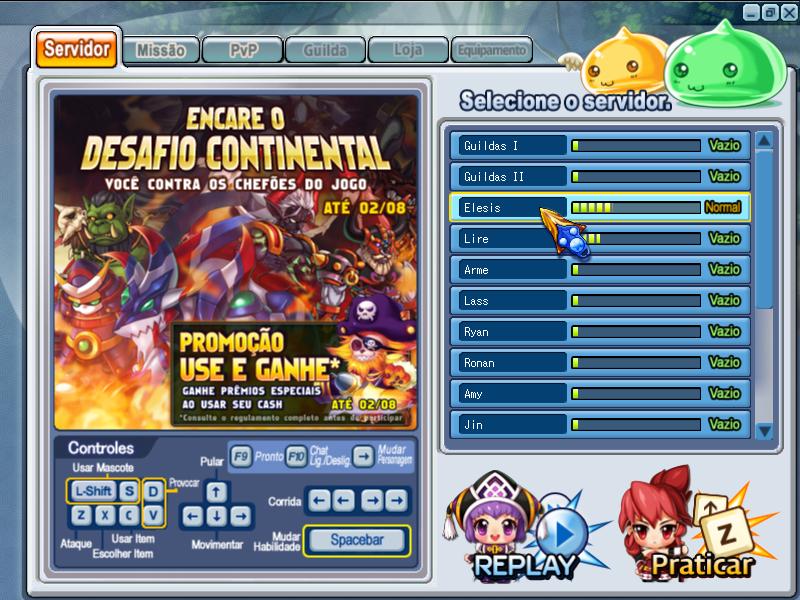 Servidor
Missão
PvP
Guilda
Loja
Equipamento
Selecione o servidor.
ENCARE O
DESAFIO CONTINENTAL
VOCÊ CONTRA OS CHEFÕES DO JOGO
ATÉ 02/08
PROMOÇÃO
USE E GANHE*
GANHE PRÊMIOS ESPECIAIS
AO USAR SEU CASH
ATÉ 02/08
*Consulte o regulamento completo antes de participar
Guildas I Vazio
Guildas II Vazio
Elesis Normal
Lire Vazio
Arme Vazio
Lass Vazio
Ryan Vazio
Ronan Vazio
Amy Vazio
Jin Vazio
Controles
Usar Mascote
L-Shift S D
Provocar
Z X C V
Ataque
Usar Item
Escolher Item
Pular
Movimentar
F9 Pronto
F10 Chat
Lig./Deslig.
Mudar
Personagem
Corrida
Mudar
Habilidade
Spacebar
REPLAY
Z
Praticar